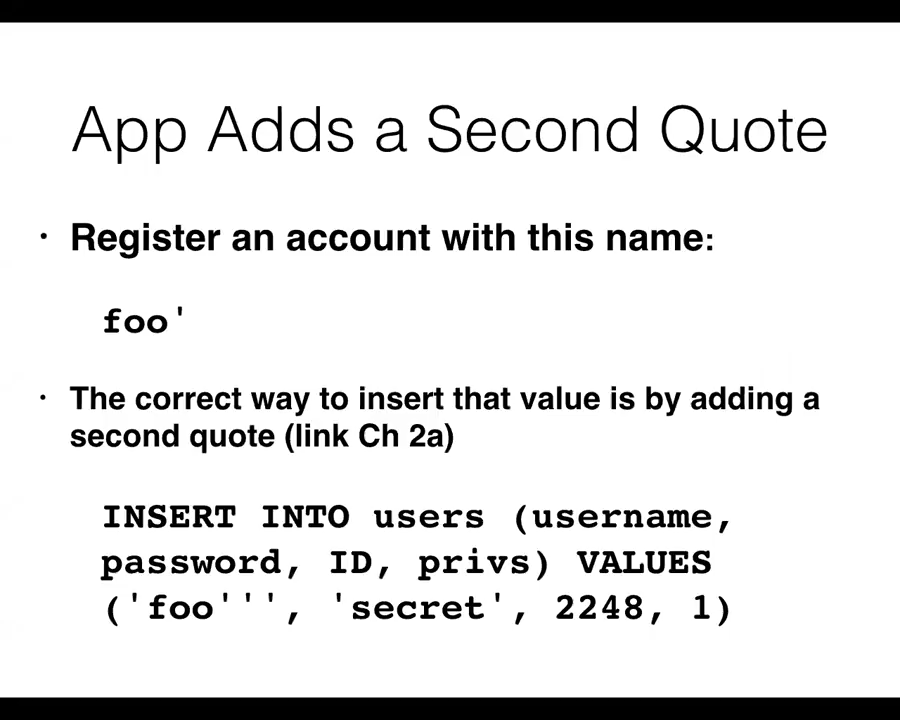 App Adds a Second Quote
• Register an account with this name:
foo'
• The correct way to insert that value is by adding a
second quote (link Ch 2a)
INSERT INTO users (username,
password, ID, privs) VALUES
('foo''', 'secret', 2248, 1)